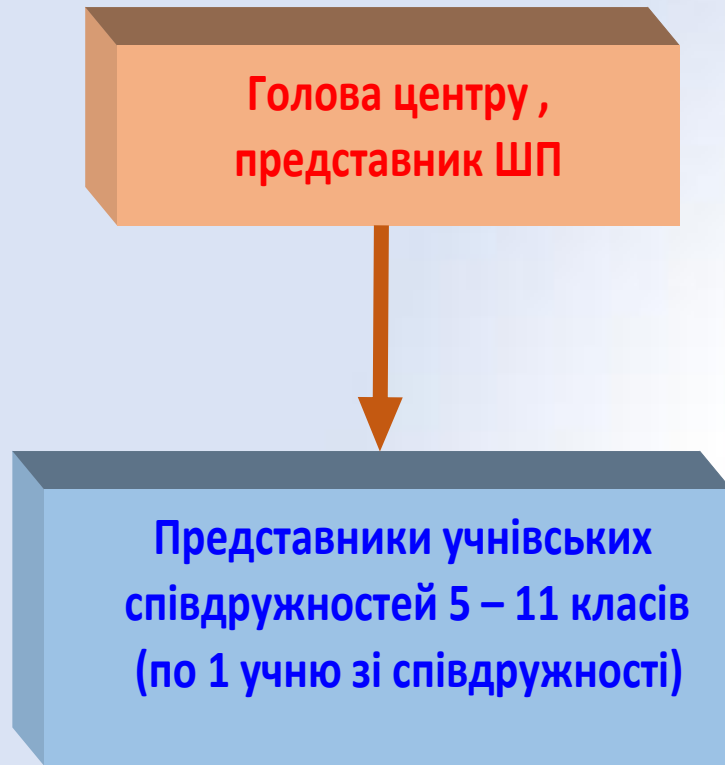 Голова центру ,
представник ШП
Представники учнівських
співдружностей 5 – 11 класів
(по 1 учню зі співдружності)